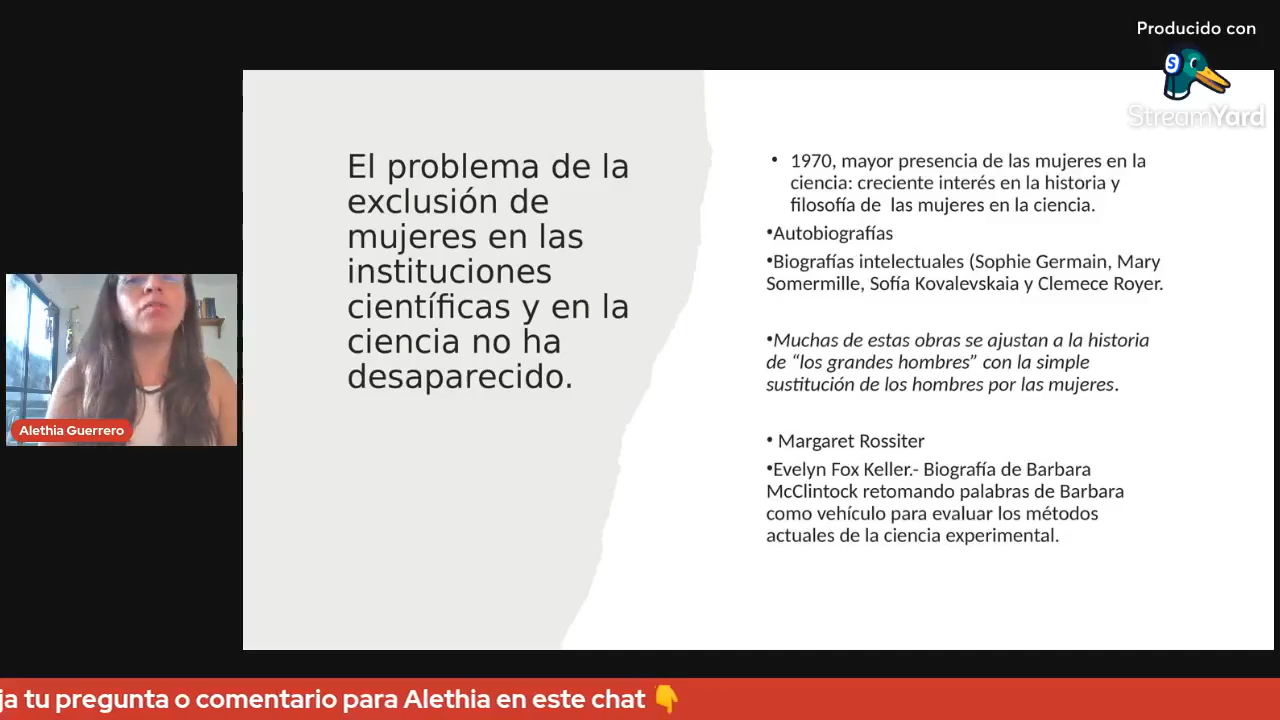 Producido con
StreamYard
El problema de la
exclusión de
mujeres en las
instituciones
científicas y en la
ciencia no ha
desaparecido.
• 1970, mayor presencia de las mujeres en la
ciencia: creciente interés en la historia y
filosofía de  las mujeres en la ciencia.
•Autobiografías
•Biografías intelectuales (Sophie Germain, Mary
Somermille, Sofía Kovalevskaia y Clemece Royer.
•Muchas de estas obras se ajustan a la historia
de “los grandes hombres” con la simple
sustitución de los hombres por las mujeres.
• Margaret Rossiter
•Evelyn Fox Keller.- Biografía de Barbara
McClintock retomando palabras de Barbara
como vehículo para evaluar los métodos
actuales de la ciencia experimental.
Alethia Guerrero
ja tu pregunta o comentario para Alethia en este chat 👇